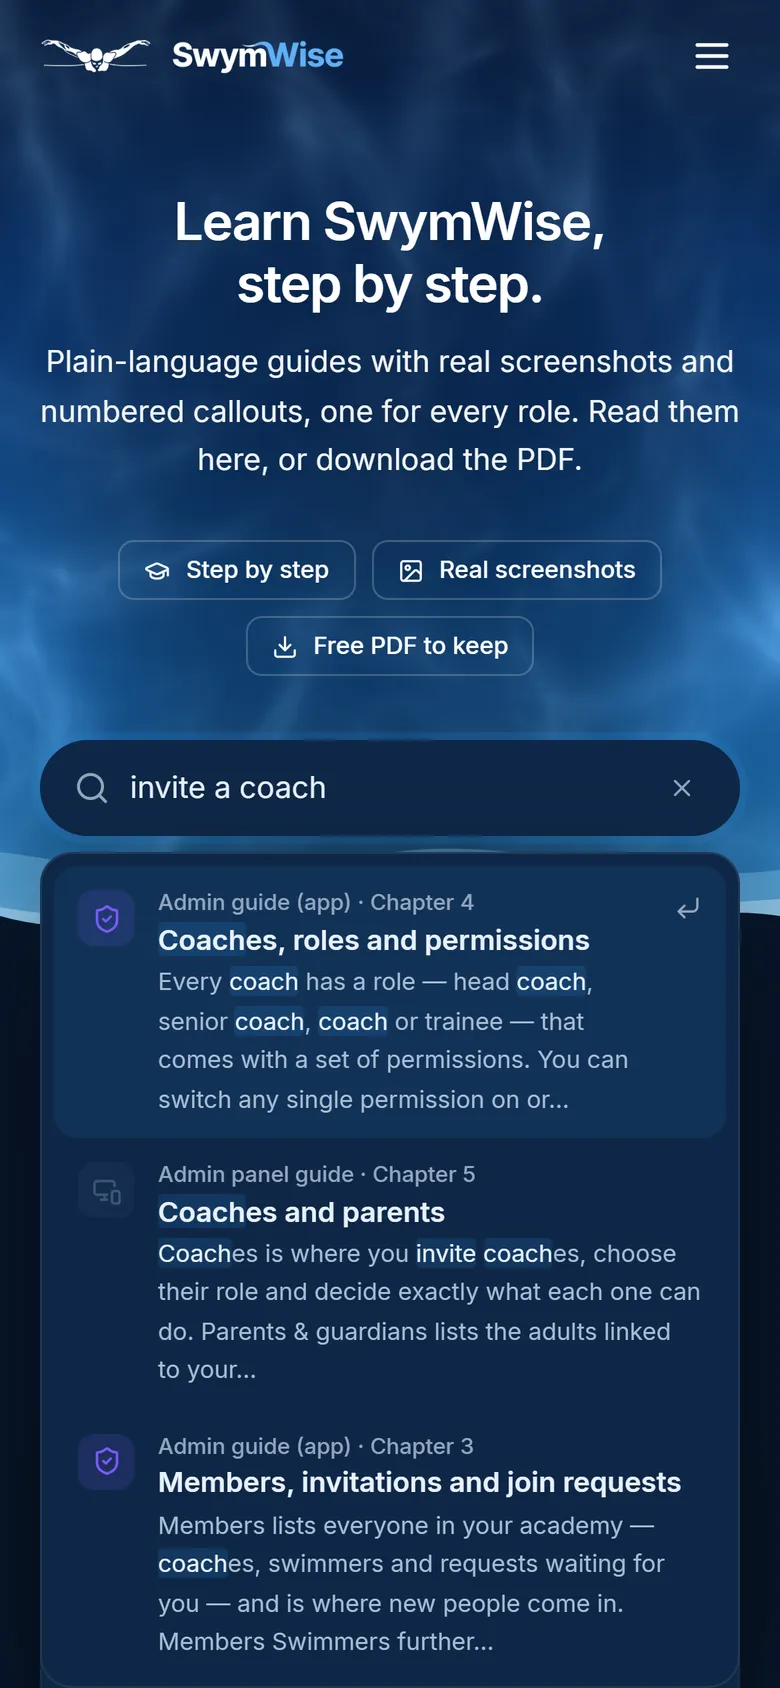 SwymWise
Learn SwymWise,
step by step.
Plain-language guides with real screenshots and
numbered callouts, one for every role. Read them
here, or download the PDF.
Step by step
Real screenshots
Free PDF to keep
invite a coach
Admin guide (app) · Chapter 4
Coaches, roles and permissions
Every coach has a role — head coach,
senior coach, coach or trainee — that
comes with a set of permissions. You can
switch any single permission on or…
Admin panel guide · Chapter 5
Coaches and parents
Coaches is where you invite coaches, choose
their role and decide exactly what each one can
do. Parents & guardians lists the adults linked
to your…
Admin guide (app) · Chapter 3
Members, invitations and join requests
Members lists everyone in your academy —
coaches, swimmers and requests waiting for
you — and is where new people come in.
Members Swimmers further…